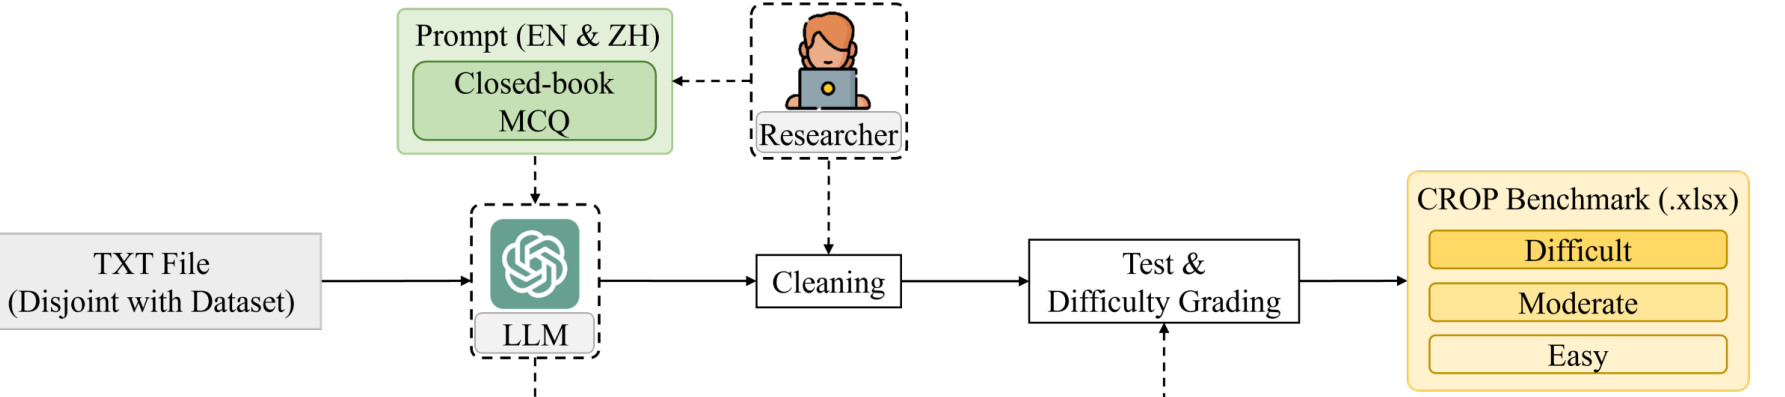 Prompt (EN & ZH)
Closed-book
MCQ
Researcher
TXT File
(Disjoint with Dataset)
LLM
Cleaning
Test &
Difficulty Grading
CROP Benchmark (.xlsx)
Difficult
Moderate
Easy